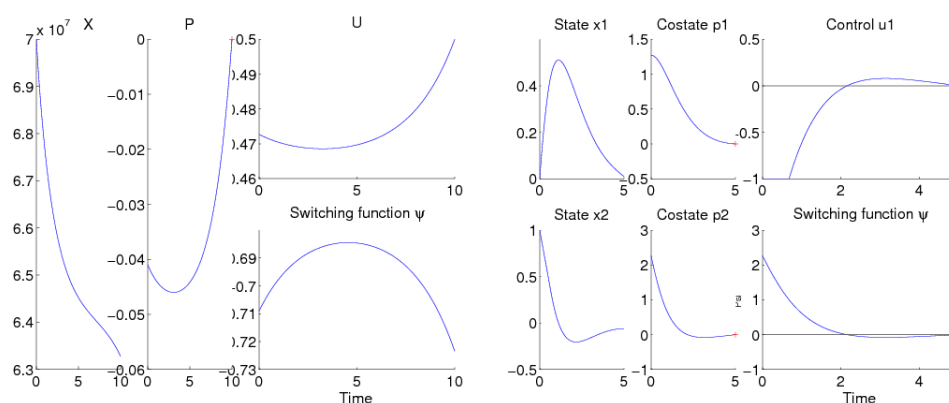 x 10⁷ X P U State x1 Costate p1 Control u1
7 0 0.5 1.5 0.5
6.9 −0.01 0.49 0.4 1 0
6.8 −0.02 0.48 0.5
6.7 −0.03 0.47 0.2 0 −0.5
0.46 0 −0.5 −1
0 5 10 0 5 0 5 0 2 4
Switching function ψ State x2 Costate p2 Switching function ψ
6.6 −0.04 0.69 1 3 3
6.5 −0.05 −0.7 0.5 2 2
0.71 1 1
6.4 0.72 0 0 0
6.3 −0.06 −0.73 −0.5 −1 −1
0 5 10 0 5 10 0 5 10 0 5 0 5 0 2 4
Time Time